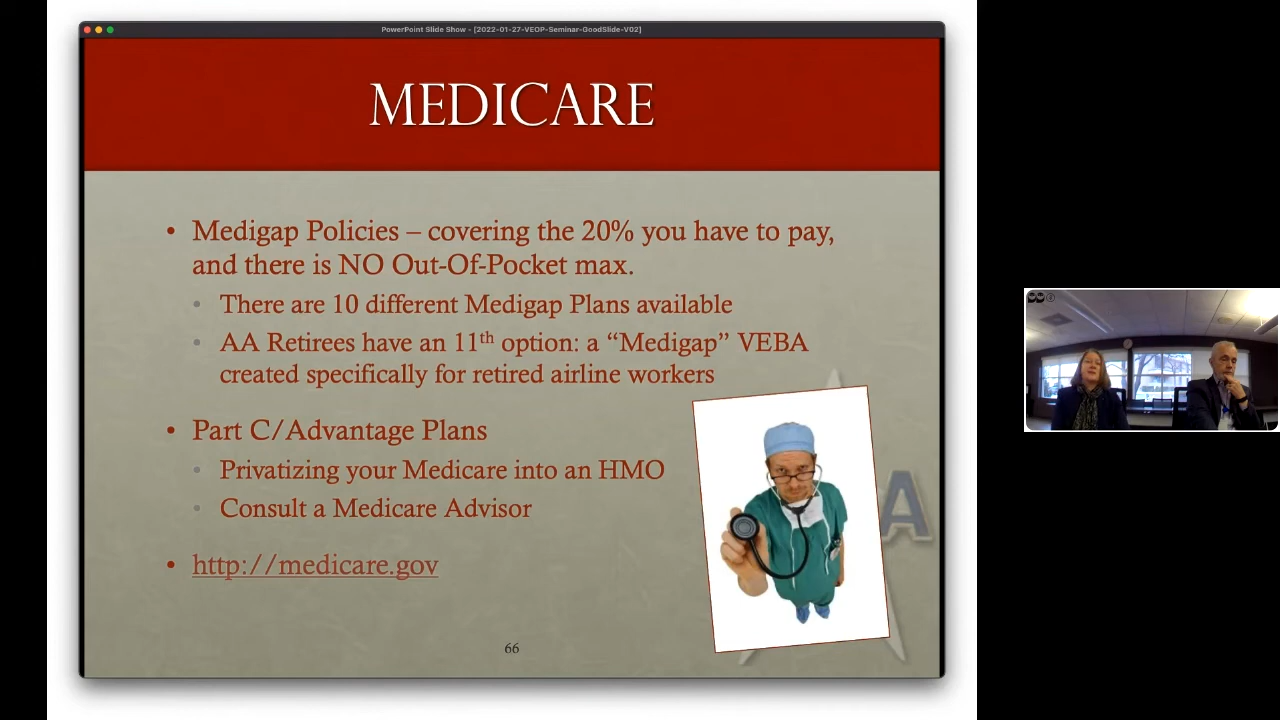 PowerPoint Slide Show - [2022-01-27-VEOP-Seminar-GoodSlide-V02]
MEDICARE
• Medigap Policies – covering the 20% you have to pay,
and there is NO Out-Of-Pocket max.
• There are 10 different Medigap Plans available
• AA Retirees have an 11th option: a “Medigap” VEBA
created specifically for retired airline workers
• Part C/Advantage Plans
• Privatizing your Medicare into an HMO
• Consult a Medicare Advisor
• http://medicare.gov
A
66